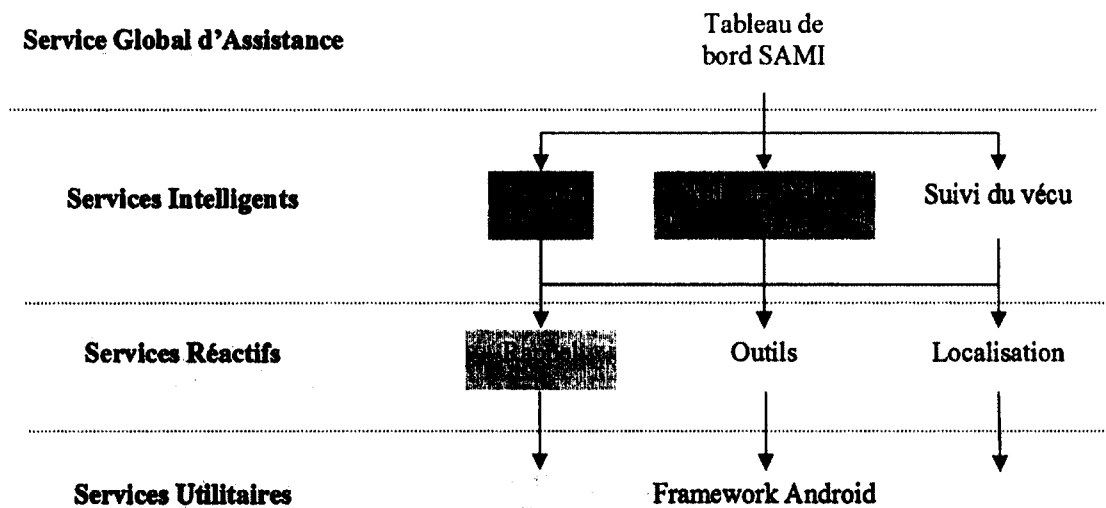 Service Global d'Assistance
Tableau de
bord SAMI
Services Intelligents
Suivi du vécu
Services Réactifs
Outils
Localisation
Services Utilitaires
Framework Android